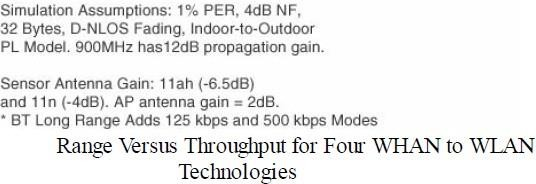 Simulation Assumptions: 1% PER, 4dB NF,
32 Bytes, D-NLOS Fading, Indoor-to-Outdoor
PL Model. 900MHz has12dB propagation gain.
Sensor Antenna Gain: 11ah (-6.5dB)
and 11n (-4dB). AP antenna gain = 2dB.
* BT Long Range Adds 125 kbps and 500 kbps Modes
Range Versus Throughput for Four WHAN to WLAN
Technologies